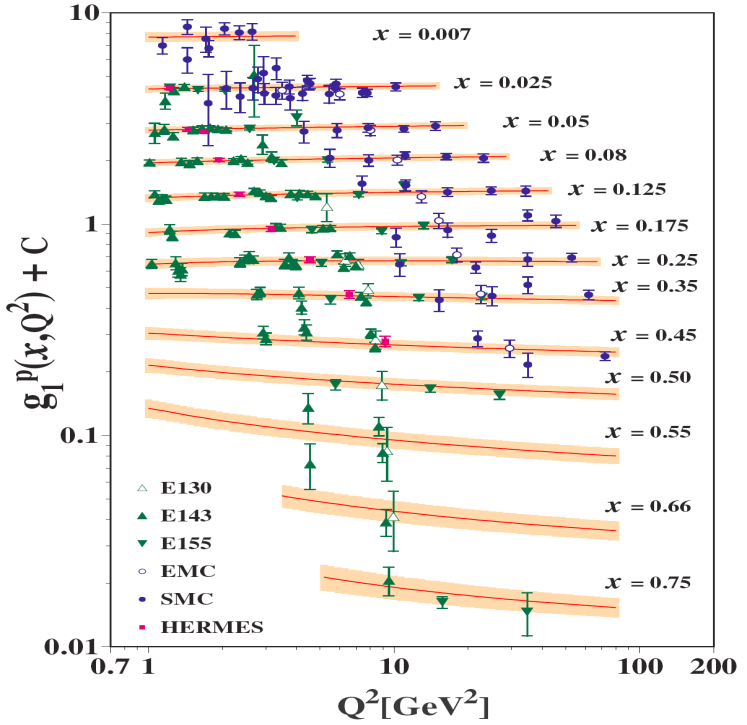 10
x = 0.007
x = 0.025
x = 0.05
x = 0.08
x = 0.125
1
x = 0.175
x = 0.25
x = 0.35
x = 0.45
x = 0.50
0.1
x = 0.55
x = 0.66
x = 0.75
0.01
g₁ᵖ(x,Q²) + C
E130
E143
E155
EMC
SMC
HERMES
0.7 1 10 100 200
Q²[GeV²]